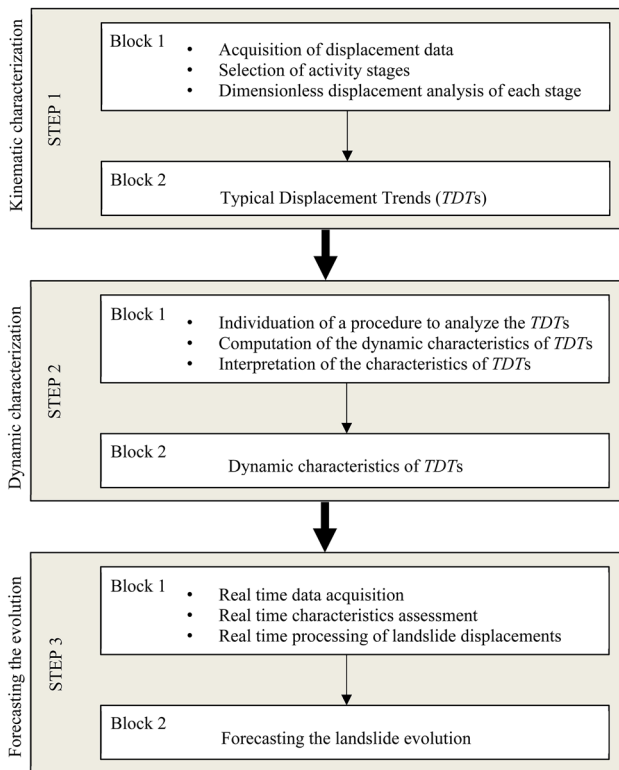 Kinematic characterization
STEP 1
Block 1
• Acquisition of displacement data
• Selection of activity stages
• Dimensionless displacement analysis of each stage
Block 2
Typical Displacement Trends (TDTs)
Dynamic characterization
STEP 2
Block 1
• Individuation of a procedure to analyze the TDTs
• Computation of the dynamic characteristics of TDTs
• Interpretation of the characteristics of TDTs
Block 2
Dynamic characteristics of TDTs
Forecasting the evolution
STEP 3
Block 1
• Real time data acquisition
• Real time characteristics assessment
• Real time processing of landslide displacements
Block 2
Forecasting the landslide evolution